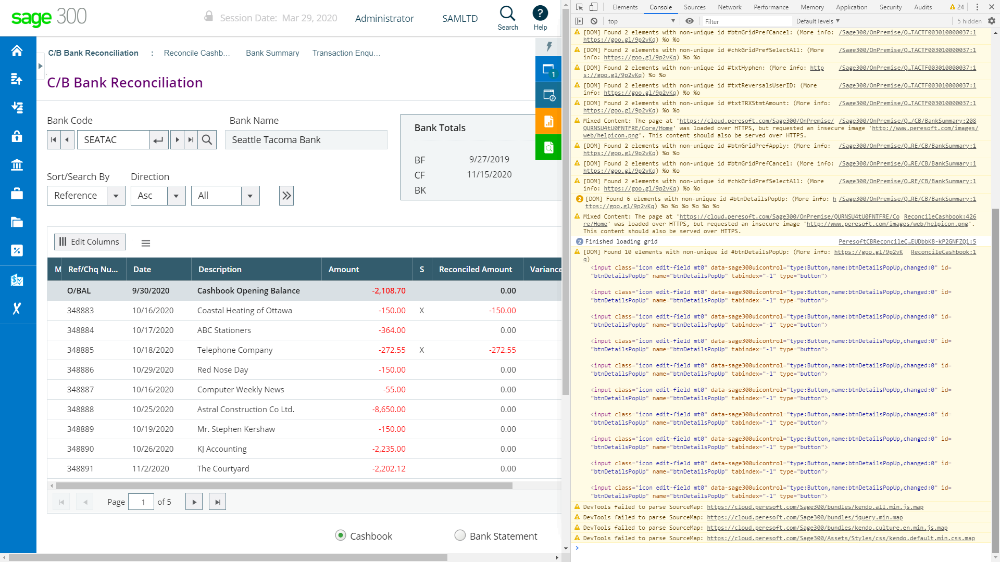 sage 300
Session Date: Mar 29, 2020
Administrator
SAMLTD
Search
Help
C/B Bank Reconciliation : Reconcile Cashb... Bank Summary Transaction Enqu...
1
C/B Bank Reconciliation
Bank Code
Bank Name
SEATAC
Seattle Tacoma Bank
Bank Totals
BF 9/27/2019
CF 11/15/2020
BK
Sort/Search By
Direction
Reference
Asc
All
Edit Columns
M Ref/Chq Nu... Date Description Amount S Reconciled Amount Variance
O/BAL 9/30/2020 Cashbook Opening Balance -2,108.70 0.00
348883 10/16/2020 Coastal Heating of Ottawa -150.00 X -150.00
348884 10/17/2020 ABC Stationers -364.00 0.00
348885 10/18/2020 Telephone Company -272.55 X -272.55
348886 10/29/2020 Red Nose Day -150.00 0.00
348887 10/16/2020 Computer Weekly News -55.00 0.00
348888 10/25/2020 Astral Construction Co Ltd. -8,650.00 0.00
348889 10/19/2020 Mr. Stephen Kershaw -150.00 0.00
348890 10/26/2020 KJ Accounting -2,235.00 0.00
348891 11/2/2020 The Courtyard -2,202.12 0.00
Page 1 of 5
Cashbook
Bank Statement
Elements Console Sources Network Performance Memory Application Security Audits 24
top Filter Default levels 5 hidden
[DOM] Found 2 elements with non-unique id #btnGridPrefCancel: (More info: /Sage300/OnPremise/Q…TACTF003010000037:1
https://goo.gl/9p2vKq) %o %o
[DOM] Found 2 elements with non-unique id #chkGridPrefSelectAll: (More /Sage300/OnPremise/Q…TACTF003010000037:1
info: https://goo.gl/9p2vKq) %o %o
[DOM] Found 2 elements with non-unique id #txtHyphen: (More info: http /Sage300/OnPremise/Q…TACTF003010000037:1
s://goo.gl/9p2vKq) %o %o
[DOM] Found 2 elements with non-unique id #txtReversalsUserID: (More /Sage300/OnPremise/Q…TACTF003010000037:1
info: https://goo.gl/9p2vKq) %o %o
[DOM] Found 2 elements with non-unique id #txtTRXStmtAmount: (More info: /Sage300/OnPremise/Q…TACTF003010000037:1
https://goo.gl/9p2vKq) %o %o
Mixed Content: The page at 'https://cloud.peresoft.com/Sage300/OnPremise/ /Sage300/OnPremise/Q…/CB/BankSummary:208
QURNSU4tU0FNTFRE/Core/Home' was loaded over HTTPS, but requested an insecure image 'http://www.peresoft.com/images/
web/helpicon.png'. This content should also be served over HTTPS.
[DOM] Found 2 elements with non-unique id #btnGridPrefApply: (More info: /Sage300/OnPremise/Q…RE/CB/BankSummary:1
https://goo.gl/9p2vKq) %o %o
[DOM] Found 2 elements with non-unique id #btnGridPrefCancel: (More info: /Sage300/OnPremise/Q…RE/CB/BankSummary:1
https://goo.gl/9p2vKq) %o %o
[DOM] Found 2 elements with non-unique id #chkGridPrefSelectAll: (More /Sage300/OnPremise/Q…RE/CB/BankSummary:1
info: https://goo.gl/9p2vKq) %o %o
2 [DOM] Found 6 elements with non-unique id #btnDetailsPopUp: (More info: h /Sage300/OnPremise/Q…RE/CB/BankSummary:1
ttps://goo.gl/9p2vKq) %o %o %o %o %o %o
Mixed Content: The page at 'https://cloud.peresoft.com/Sage300/OnPremise/QURNSU4tU0FNTFRE/Co ReconcileCashbook:426
re/Home' was loaded over HTTPS, but requested an insecure image 'http://www.peresoft.com/images/web/helpicon.png'.
This content should also be served over HTTPS.
2 Finished loading grid PeresoftCBReconcileC…EUDbbK8-kP2GNFZQ1:5
[DOM] Found 10 elements with non-unique id #btnDetailsPopUp: (More info: https://goo.gl/9p2vK ReconcileCashbook:1
q)
<input class="icon edit-field mt0" data-sage300uicontrol="type:Button,name:btnDetailsPopUp,changed:0" id=
"btnDetailsPopUp" name="btnDetailsPopUp" tabindex="-1" type="button">
<input class="icon edit-field mt0" data-sage300uicontrol="type:Button,name:btnDetailsPopUp,changed:0" id=
"btnDetailsPopUp" name="btnDetailsPopUp" tabindex="-1" type="button">
<input class="icon edit-field mt0" data-sage300uicontrol="type:Button,name:btnDetailsPopUp,changed:0" id=
"btnDetailsPopUp" name="btnDetailsPopUp" tabindex="-1" type="button">
<input class="icon edit-field mt0" data-sage300uicontrol="type:Button,name:btnDetailsPopUp,changed:0" id=
"btnDetailsPopUp" name="btnDetailsPopUp" tabindex="-1" type="button">
<input class="icon edit-field mt0" data-sage300uicontrol="type:Button,name:btnDetailsPopUp,changed:0" id=
"btnDetailsPopUp" name="btnDetailsPopUp" tabindex="-1" type="button">
<input class="icon edit-field mt0" data-sage300uicontrol="type:Button,name:btnDetailsPopUp,changed:0" id=
"btnDetailsPopUp" name="btnDetailsPopUp" tabindex="-1" type="button">
<input class="icon edit-field mt0" data-sage300uicontrol="type:Button,name:btnDetailsPopUp,changed:0" id=
"btnDetailsPopUp" name="btnDetailsPopUp" tabindex="-1" type="button">
<input class="icon edit-field mt0" data-sage300uicontrol="type:Button,name:btnDetailsPopUp,changed:0" id=
"btnDetailsPopUp" name="btnDetailsPopUp" tabindex="-1" type="button">
<input class="icon edit-field mt0" data-sage300uicontrol="type:Button,name:btnDetailsPopUp,changed:0" id=
"btnDetailsPopUp" name="btnDetailsPopUp" tabindex="-1" type="button">
<input class="icon edit-field mt0" data-sage300uicontrol="type:Button,name:btnDetailsPopUp,changed:0" id=
"btnDetailsPopUp" name="btnDetailsPopUp" tabindex="-1" type="button">
DevTools failed to parse SourceMap: https://cloud.peresoft.com/Sage300/bundles/kendo.all.min.js.map
DevTools failed to parse SourceMap: https://cloud.peresoft.com/Sage300/bundles/jquery.min.map
DevTools failed to parse SourceMap: https://cloud.peresoft.com/Sage300/bundles/kendo.culture.en.min.js.map
DevTools failed to parse SourceMap: https://cloud.peresoft.com/Sage300/Assets/Styles/css/kendo.default.min.css.map